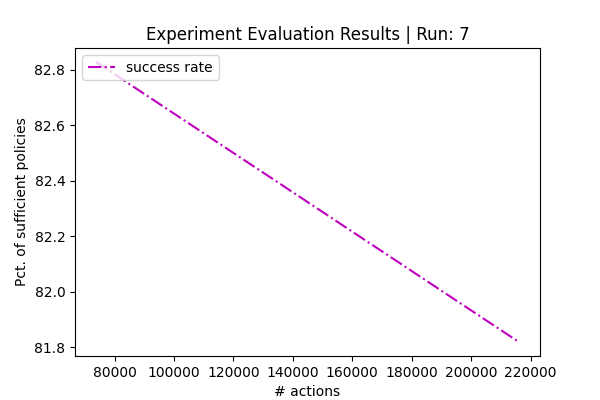 Experiment Evaluation Results | Run: 7
success rate
Pct. of sufficient policies
82.8
82.6
82.4
82.2
82.0
81.8
80000 100000 120000 140000 160000 180000 200000 220000
# actions